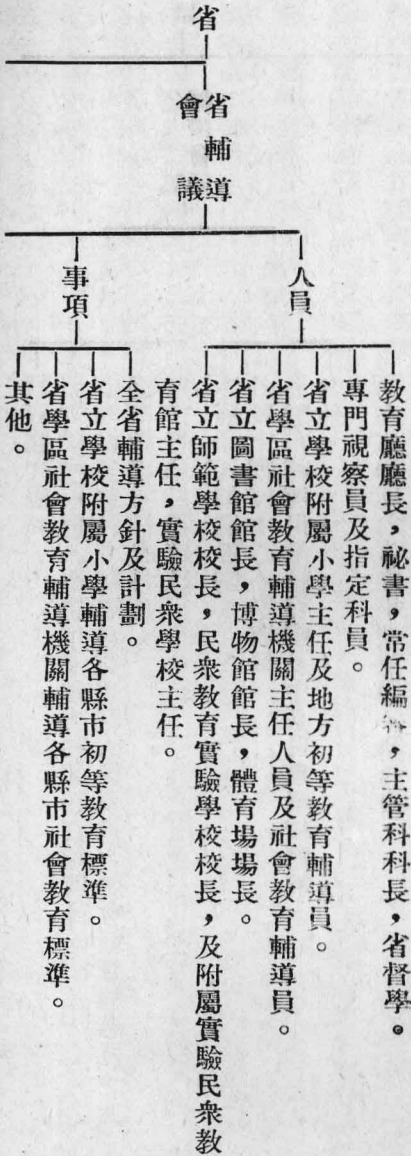 省
省輔導
會議
人員
教育廳廳長，祕書，常任編，主管科科長，省督學。
專門視察員及指定科員。
省立學校附屬小學主任及地方初等教育輔導員。
省學區社會教育輔導機關主任人員及社會教育輔導員。
省立圖書館館長，博物館館長，體育場場長。
省立師範學校校長，民衆教育實驗學校校長，及附屬實驗民衆教
育館主任，實驗民衆學校主任。
事項
全省輔導方針及計劃。
省立學校附屬小學輔導各縣市初等教育標準。
省學區社會教育輔導機關輔導各縣市社會教育標準。
其他。